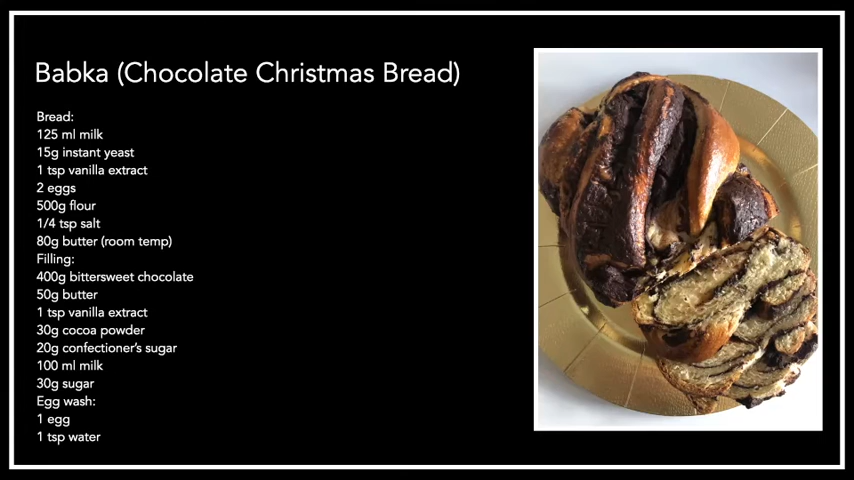 Babka (Chocolate Christmas Bread)
Bread:
125 ml milk
15g instant yeast
1 tsp vanilla extract
2 eggs
500g flour
1/4 tsp salt
80g butter (room temp)
Filling:
400g bittersweet chocolate
50g butter
1 tsp vanilla extract
30g cocoa powder
20g confectioner’s sugar
100 ml milk
30g sugar
Egg wash:
1 egg
1 tsp water